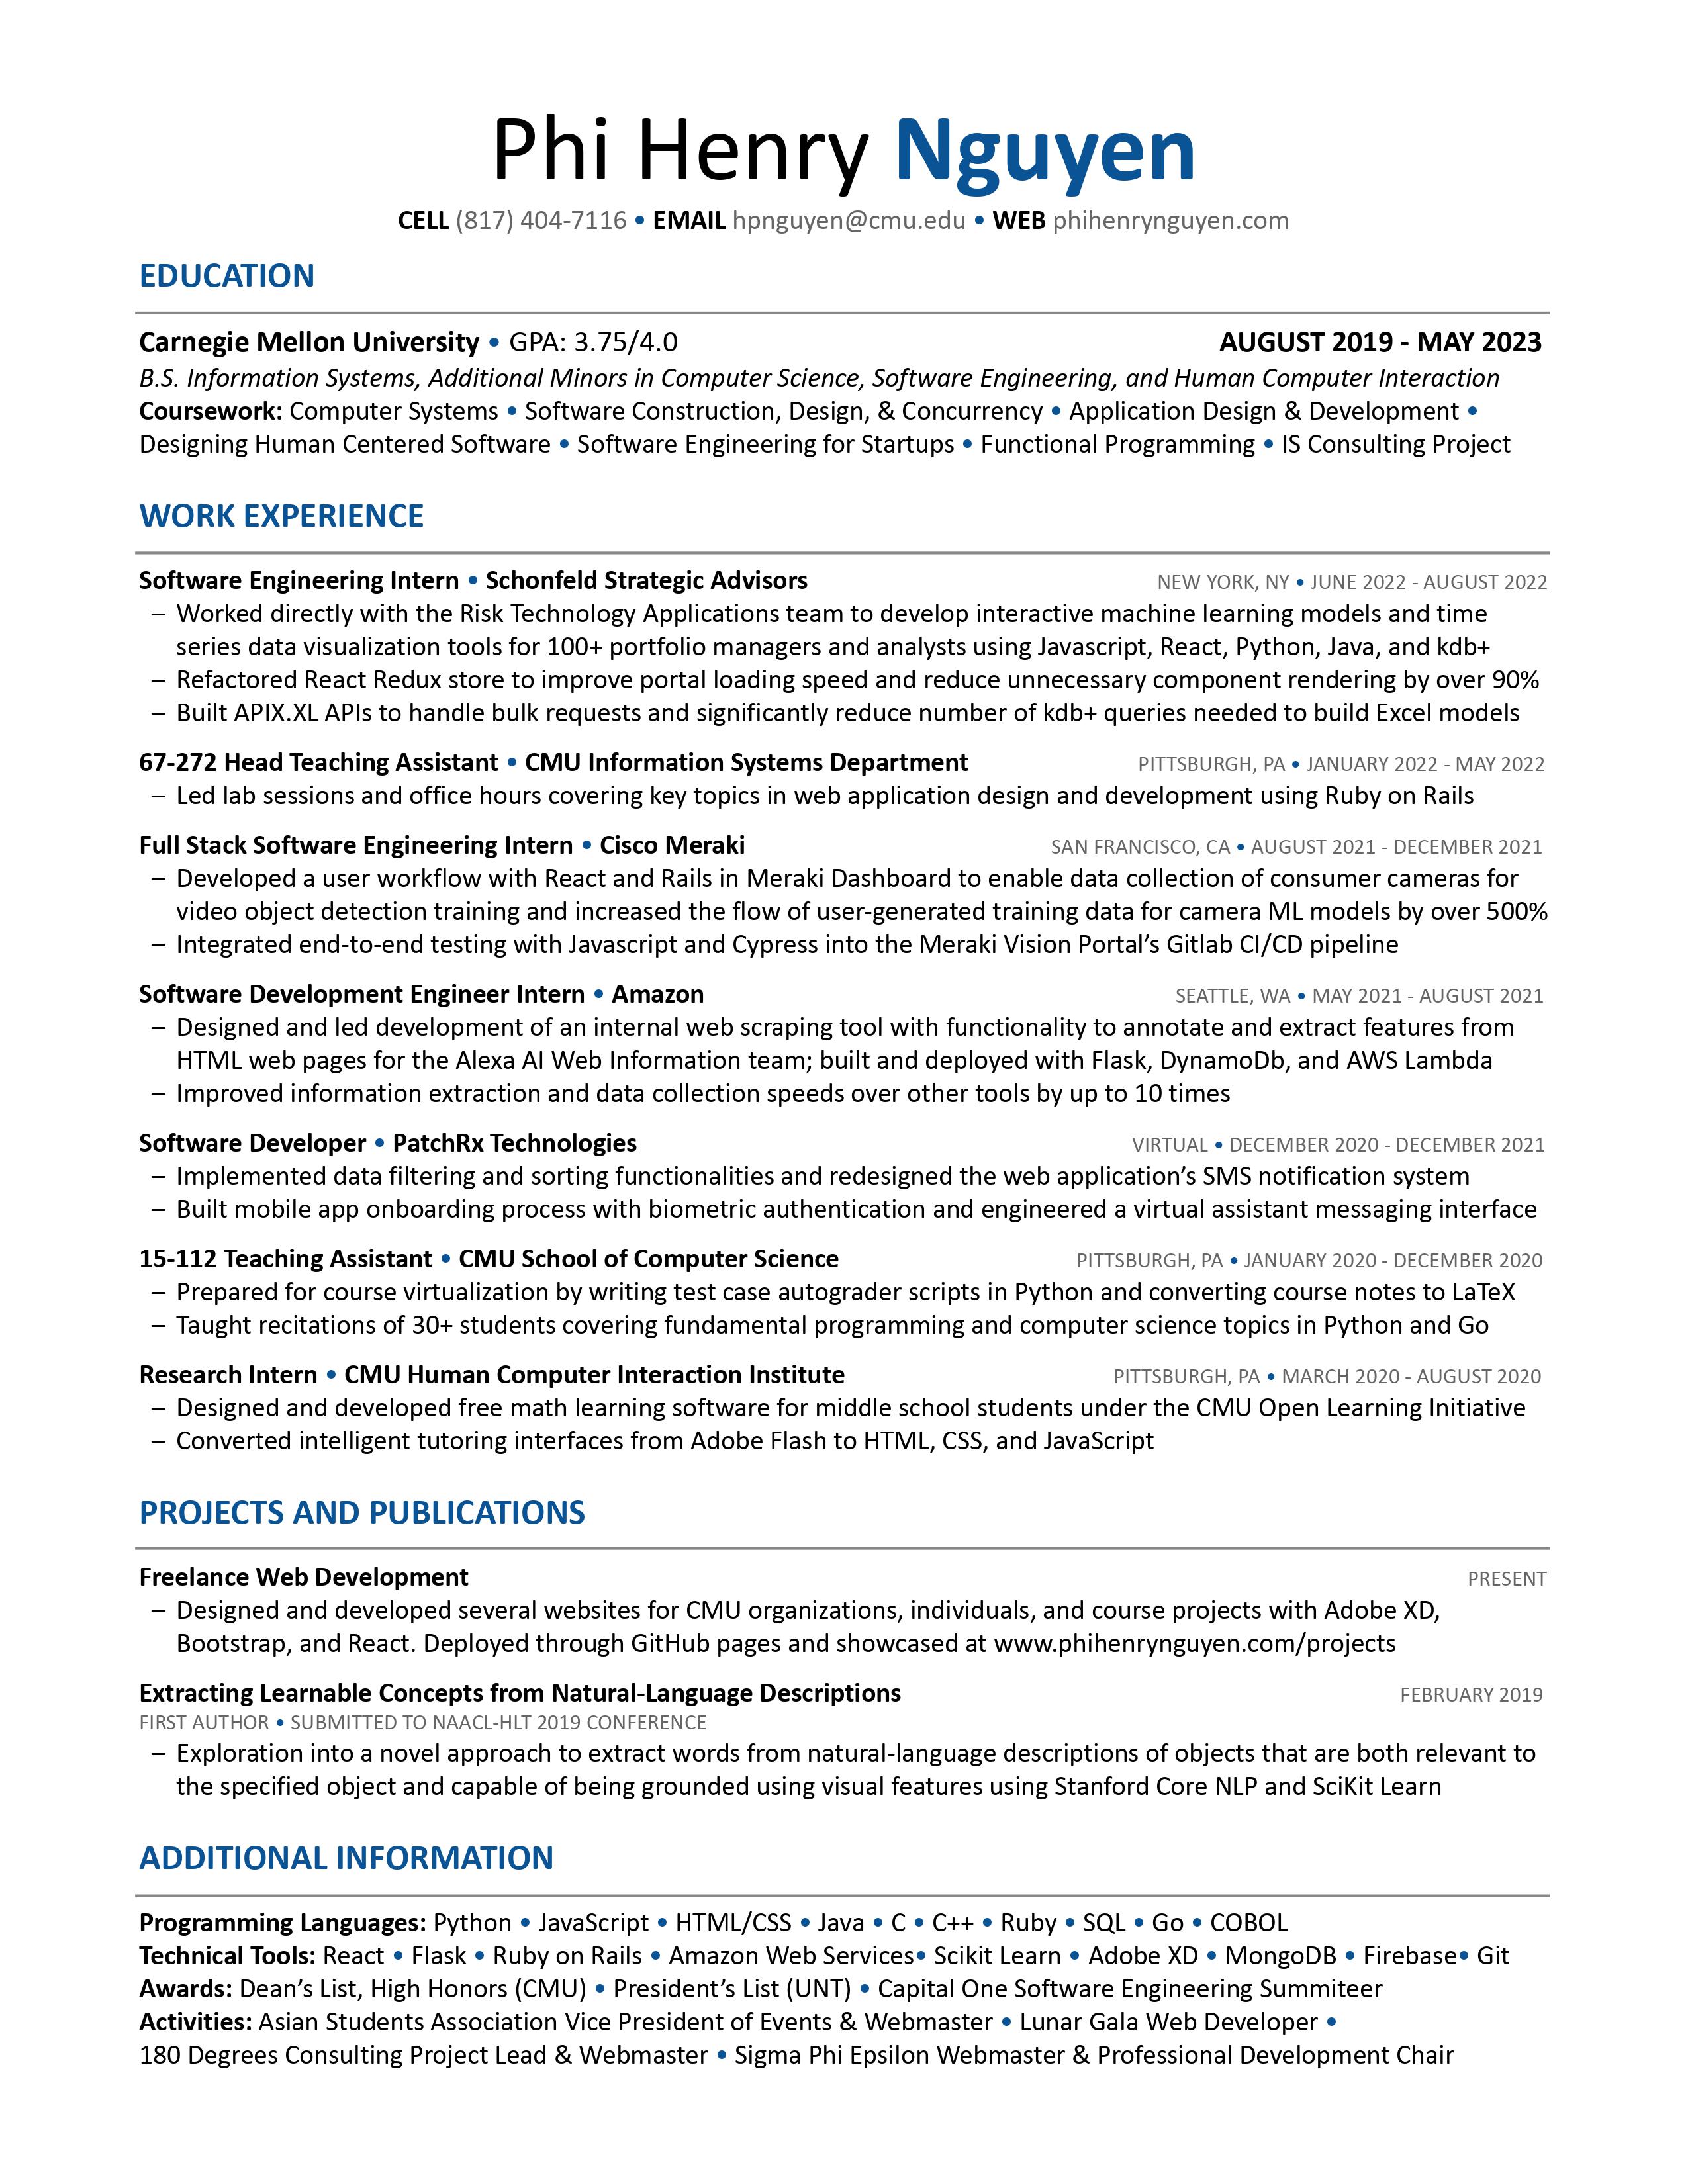 Phi Henry Nguyen
CELL (817) 404-7116 • EMAIL hpnguyen@cmu.edu • WEB phihenrynguyen.com
EDUCATION
Carnegie Mellon University • GPA: 3.75/4.0 AUGUST 2019 - MAY 2023
B.S. Information Systems, Additional Minors in Computer Science, Software Engineering, and Human Computer Interaction
Coursework: Computer Systems • Software Construction, Design, & Concurrency • Application Design & Development •
Designing Human Centered Software • Software Engineering for Startups • Functional Programming • IS Consulting Project
WORK EXPERIENCE
Software Engineering Intern • Schonfeld Strategic Advisors NEW YORK, NY • JUNE 2022 - AUGUST 2022
– Worked directly with the Risk Technology Applications team to develop interactive machine learning models and time
series data visualization tools for 100+ portfolio managers and analysts using Javascript, React, Python, Java, and kdb+
– Refactored React Redux store to improve portal loading speed and reduce unnecessary component rendering by over 90%
– Built APIX.XL APIs to handle bulk requests and significantly reduce number of kdb+ queries needed to build Excel models
67-272 Head Teaching Assistant • CMU Information Systems Department PITTSBURGH, PA • JANUARY 2022 - MAY 2022
– Led lab sessions and office hours covering key topics in web application design and development using Ruby on Rails
Full Stack Software Engineering Intern • Cisco Meraki SAN FRANCISCO, CA • AUGUST 2021 - DECEMBER 2021
– Developed a user workflow with React and Rails in Meraki Dashboard to enable data collection of consumer cameras for
video object detection training and increased the flow of user-generated training data for camera ML models by over 500%
– Integrated end-to-end testing with Javascript and Cypress into the Meraki Vision Portal’s Gitlab CI/CD pipeline
Software Development Engineer Intern • Amazon SEATTLE, WA • MAY 2021 - AUGUST 2021
– Designed and led development of an internal web scraping tool with functionality to annotate and extract features from
HTML web pages for the Alexa AI Web Information team; built and deployed with Flask, DynamoDb, and AWS Lambda
– Improved information extraction and data collection speeds over other tools by up to 10 times
Software Developer • PatchRx Technologies VIRTUAL • DECEMBER 2020 - DECEMBER 2021
– Implemented data filtering and sorting functionalities and redesigned the web application’s SMS notification system
– Built mobile app onboarding process with biometric authentication and engineered a virtual assistant messaging interface
15-112 Teaching Assistant • CMU School of Computer Science PITTSBURGH, PA • JANUARY 2020 - DECEMBER 2020
– Prepared for course virtualization by writing test case autograder scripts in Python and converting course notes to LaTeX
– Taught recitations of 30+ students covering fundamental programming and computer science topics in Python and Go
Research Intern • CMU Human Computer Interaction Institute PITTSBURGH, PA • MARCH 2020 - AUGUST 2020
– Designed and developed free math learning software for middle school students under the CMU Open Learning Initiative
– Converted intelligent tutoring interfaces from Adobe Flash to HTML, CSS, and JavaScript
PROJECTS AND PUBLICATIONS
Freelance Web Development PRESENT
– Designed and developed several websites for CMU organizations, individuals, and course projects with Adobe XD,
Bootstrap, and React. Deployed through GitHub pages and showcased at www.phihenrynguyen.com/projects
Extracting Learnable Concepts from Natural-Language Descriptions FEBRUARY 2019
FIRST AUTHOR • SUBMITTED TO NAACL-HLT 2019 CONFERENCE
– Exploration into a novel approach to extract words from natural-language descriptions of objects that are both relevant to
the specified object and capable of being grounded using visual features using Stanford Core NLP and SciKit Learn
ADDITIONAL INFORMATION
Programming Languages: Python • JavaScript • HTML/CSS • Java • C • C++ • Ruby • SQL • Go • COBOL
Technical Tools: React • Flask • Ruby on Rails • Amazon Web Services• Scikit Learn • Adobe XD • MongoDB • Firebase• Git
Awards: Dean’s List, High Honors (CMU) • President’s List (UNT) • Capital One Software Engineering Summiteer
Activities: Asian Students Association Vice President of Events & Webmaster • Lunar Gala Web Developer •
180 Degrees Consulting Project Lead & Webmaster • Sigma Phi Epsilon Webmaster & Professional Development Chair